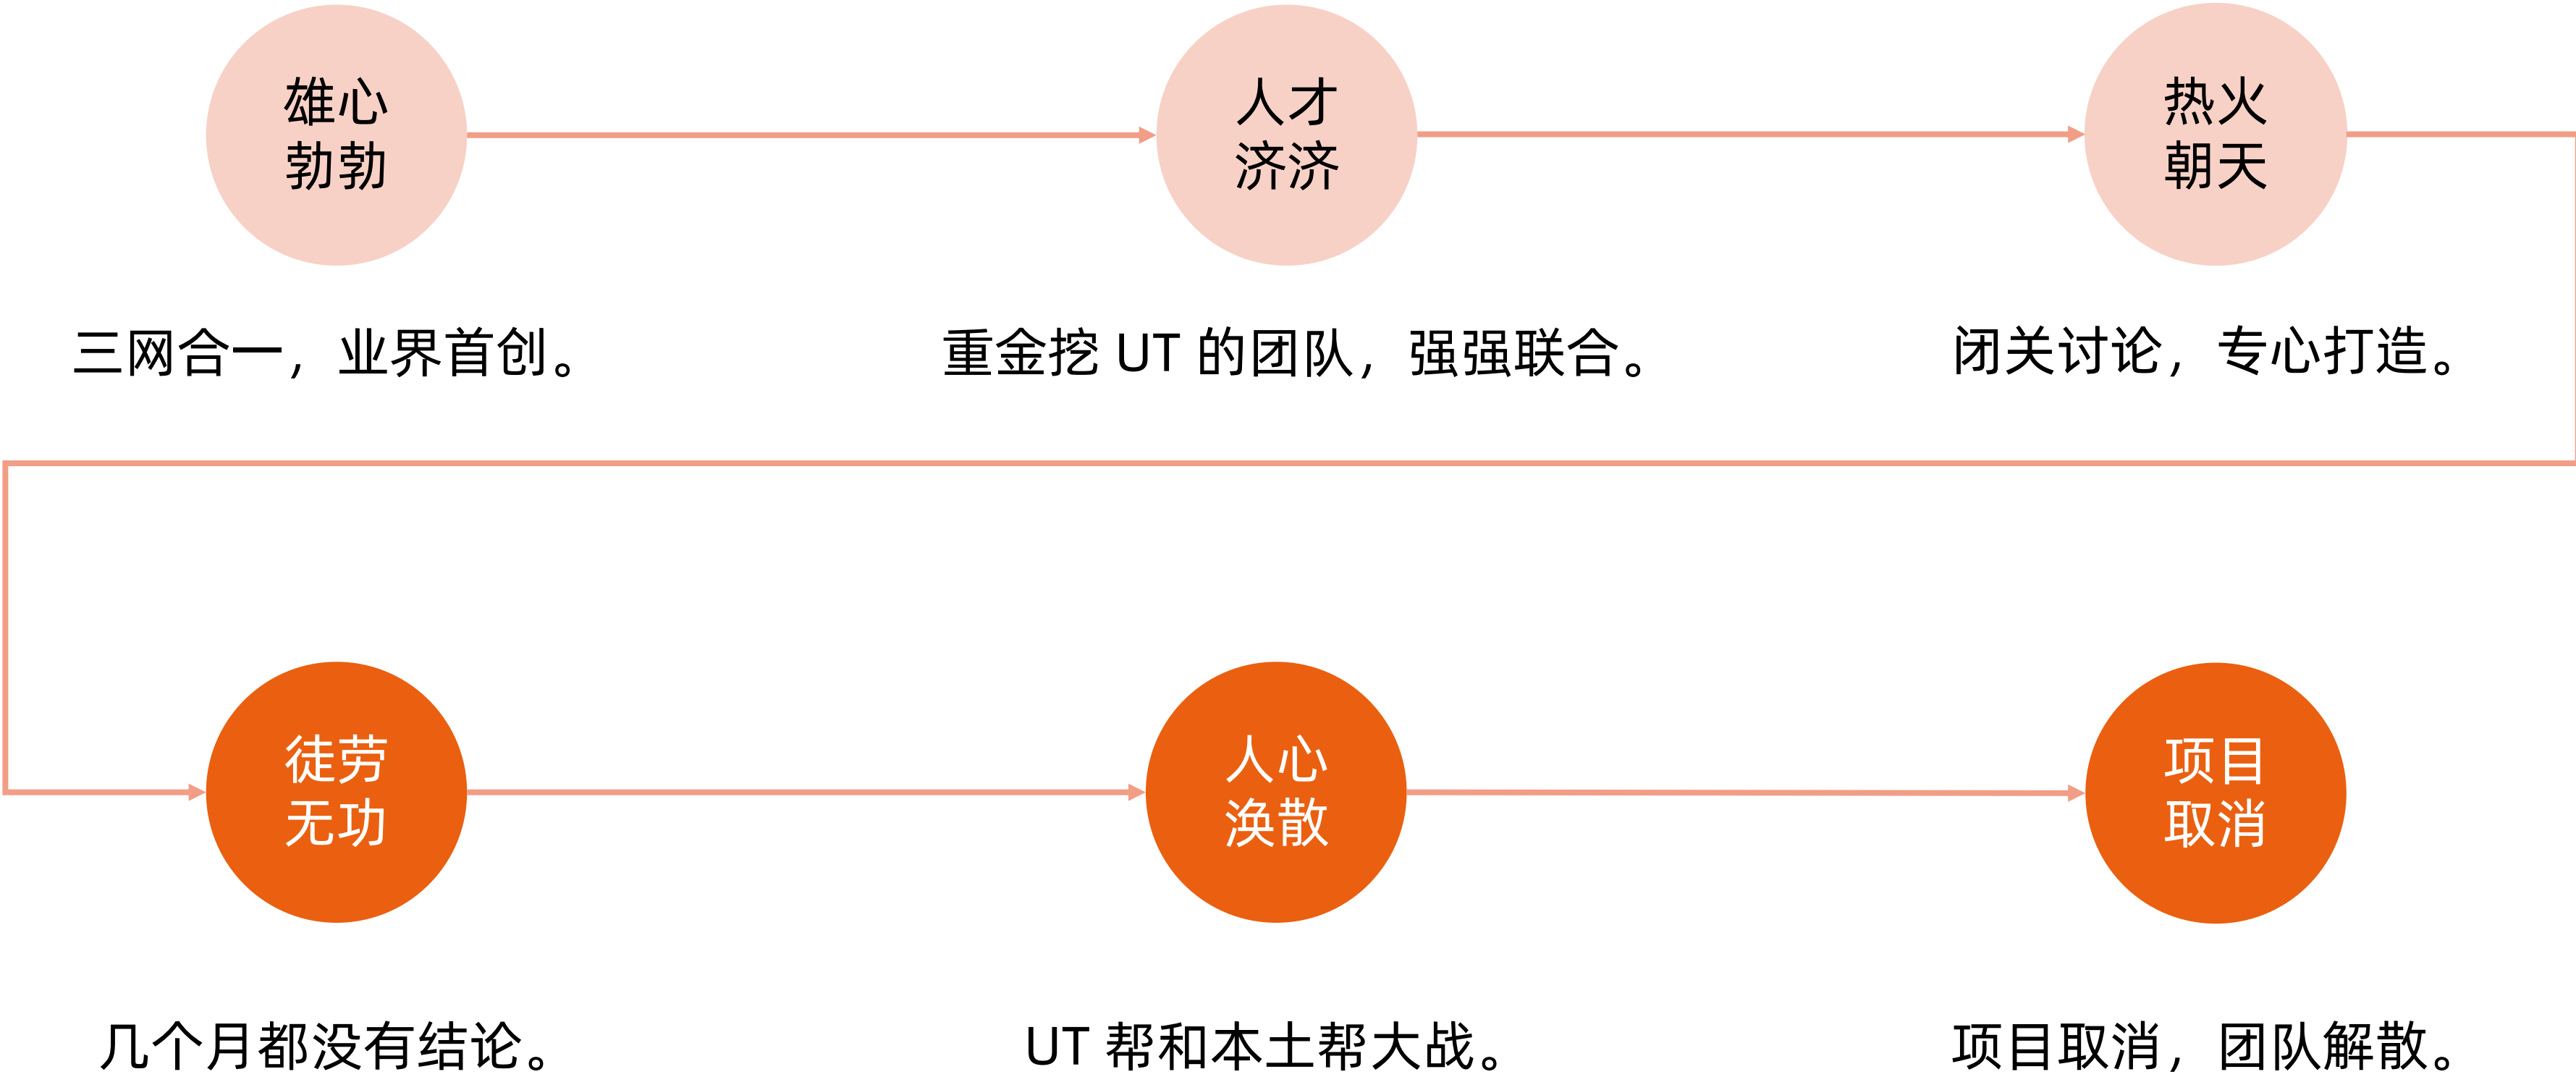 雄心
勃勃
人才
济济
热火
朝天
三网合一，业界首创。
重金挖 UT 的团队，强强联合。
闭关讨论，专心打造。
徒劳
无功
人心
涣散
项目
取消
几个月都没有结论。
UT 帮和本土帮大战。
项目取消，团队解散。